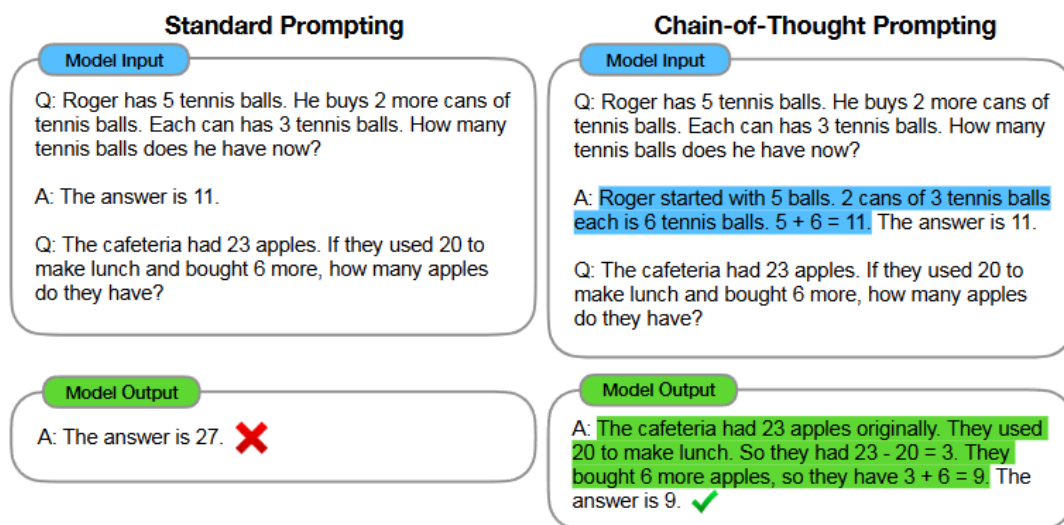 Standard Prompting
Model Input
Q: Roger has 5 tennis balls. He buys 2 more cans of
tennis balls. Each can has 3 tennis balls. How many
tennis balls does he have now?
A: The answer is 11.
Q: The cafeteria had 23 apples. If they used 20 to
make lunch and bought 6 more, how many apples
do they have?
Model Output
A: The answer is 27.
Chain-of-Thought Prompting
Model Input
Q: Roger has 5 tennis balls. He buys 2 more cans of
tennis balls. Each can has 3 tennis balls. How many
tennis balls does he have now?
A: Roger started with 5 balls. 2 cans of 3 tennis balls
each is 6 tennis balls. 5 + 6 = 11. The answer is 11.
Q: The cafeteria had 23 apples. If they used 20 to
make lunch and bought 6 more, how many apples
do they have?
Model Output
A: The cafeteria had 23 apples originally. They used
20 to make lunch. So they had 23 - 20 = 3. They
bought 6 more apples, so they have 3 + 6 = 9. The
answer is 9.